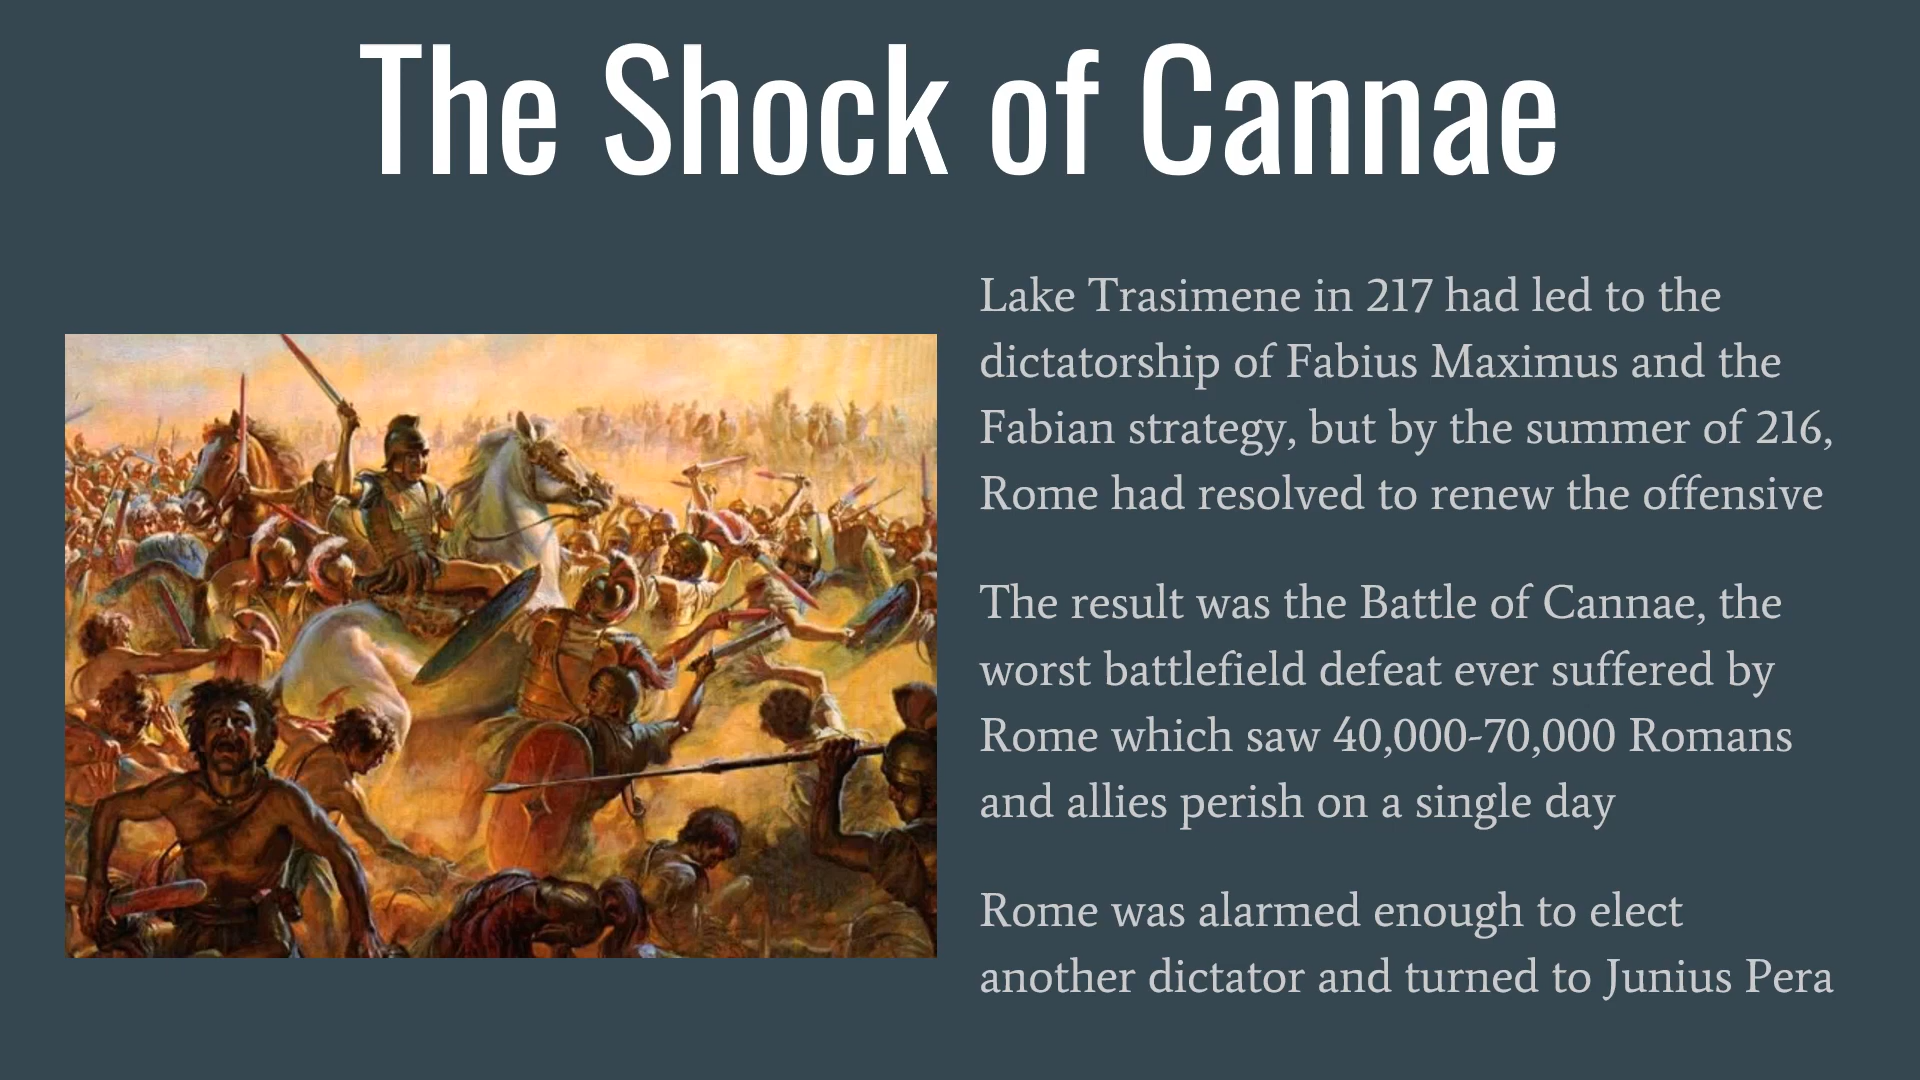 The Shock of Cannae
Lake Trasimene in 217 had led to the
dictatorship of Fabius Maximus and the
Fabian strategy, but by the summer of 216,
Rome had resolved to renew the offensive
The result was the Battle of Cannae, the
worst battlefield defeat ever suffered by
Rome which saw 40,000-70,000 Romans
and allies perish on a single day
Rome was alarmed enough to elect
another dictator and turned to Junius Pera